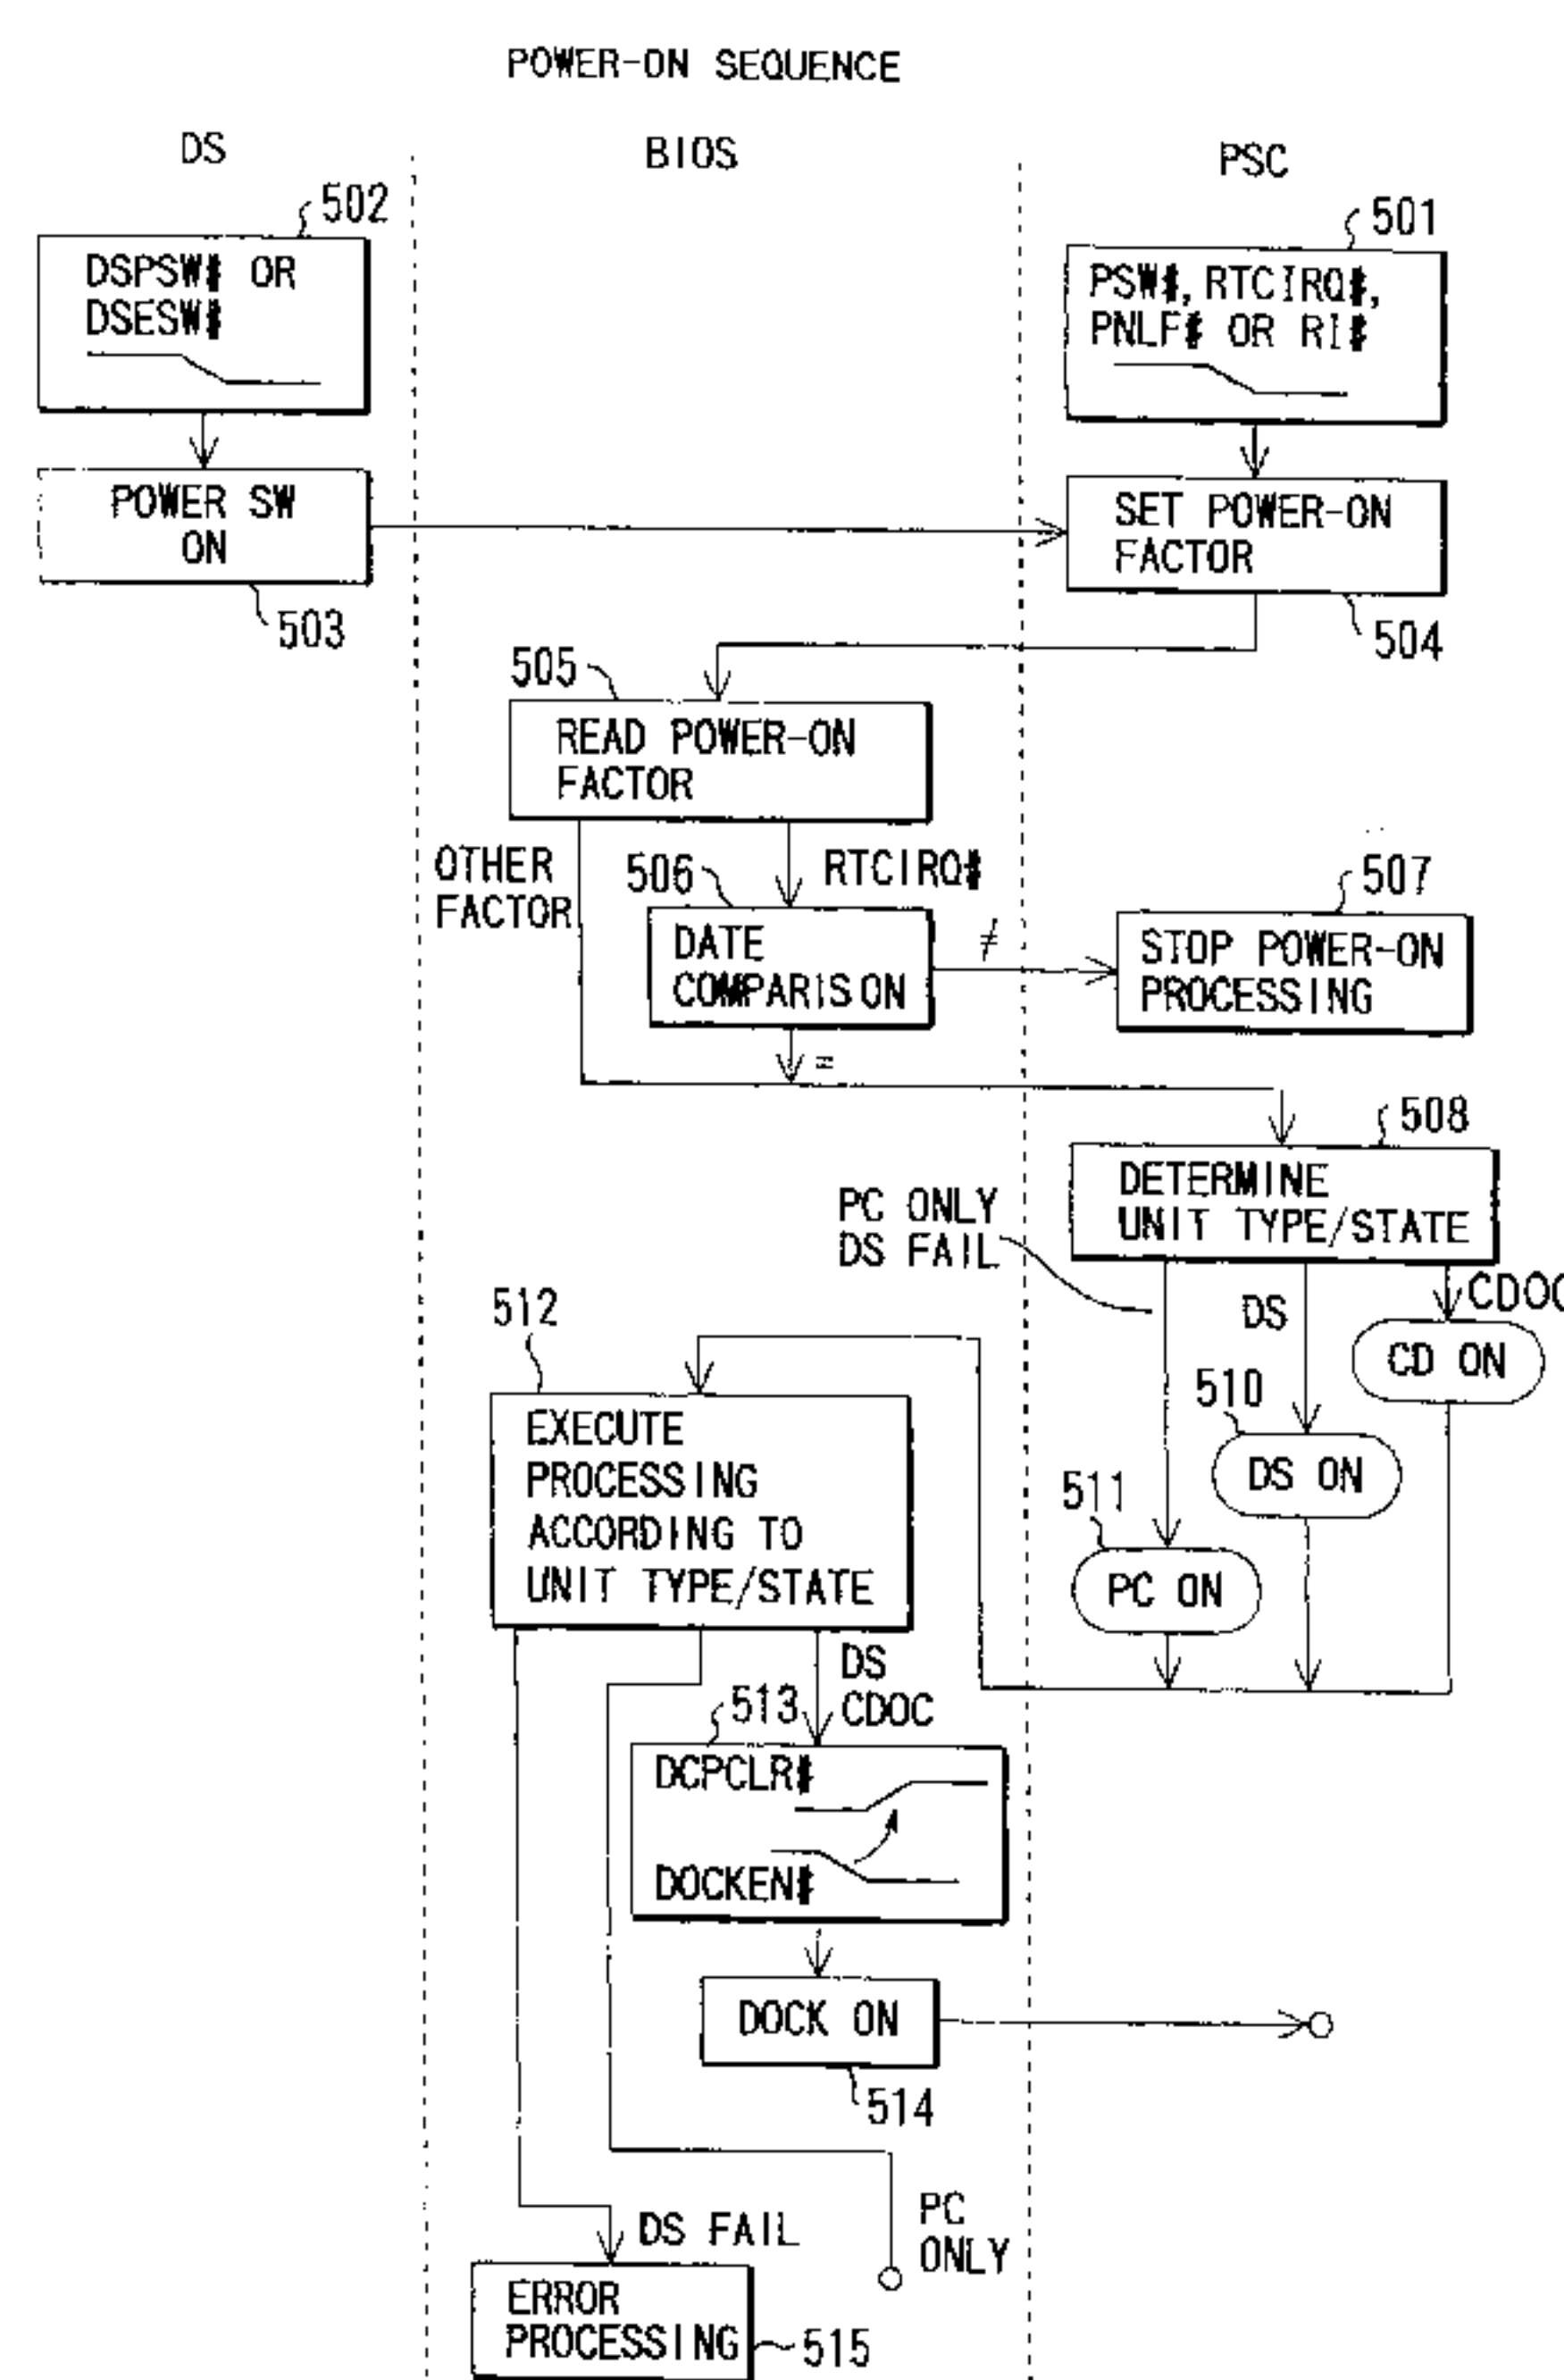 POWER-ON SEQUENCE
DS
BIOS
PSC
502
DSPSW# OR
DSESW#
501
PSW#, RTCIRQ#,
PNLF# OR RI#
POWER SW
ON
503
SET POWER-ON
FACTOR
504
505
READ POWER-ON
FACTOR
OTHER
FACTOR
RTCIRQ#
506
DATE
COMPARISON
≠
=
507
STOP POWER-ON
PROCESSING
508
DETERMINE
UNIT TYPE/STATE
PC ONLY
DS FAIL
DS
CDOC
CD ON
510
DS ON
511
PC ON
512
EXECUTE
PROCESSING
ACCORDING TO
UNIT TYPE/STATE
DS
CDOC
513
DCPCLR#
DOCKEN#
DOCK ON
514
PC
ONLY
DS FAIL
ERROR
PROCESSING
515